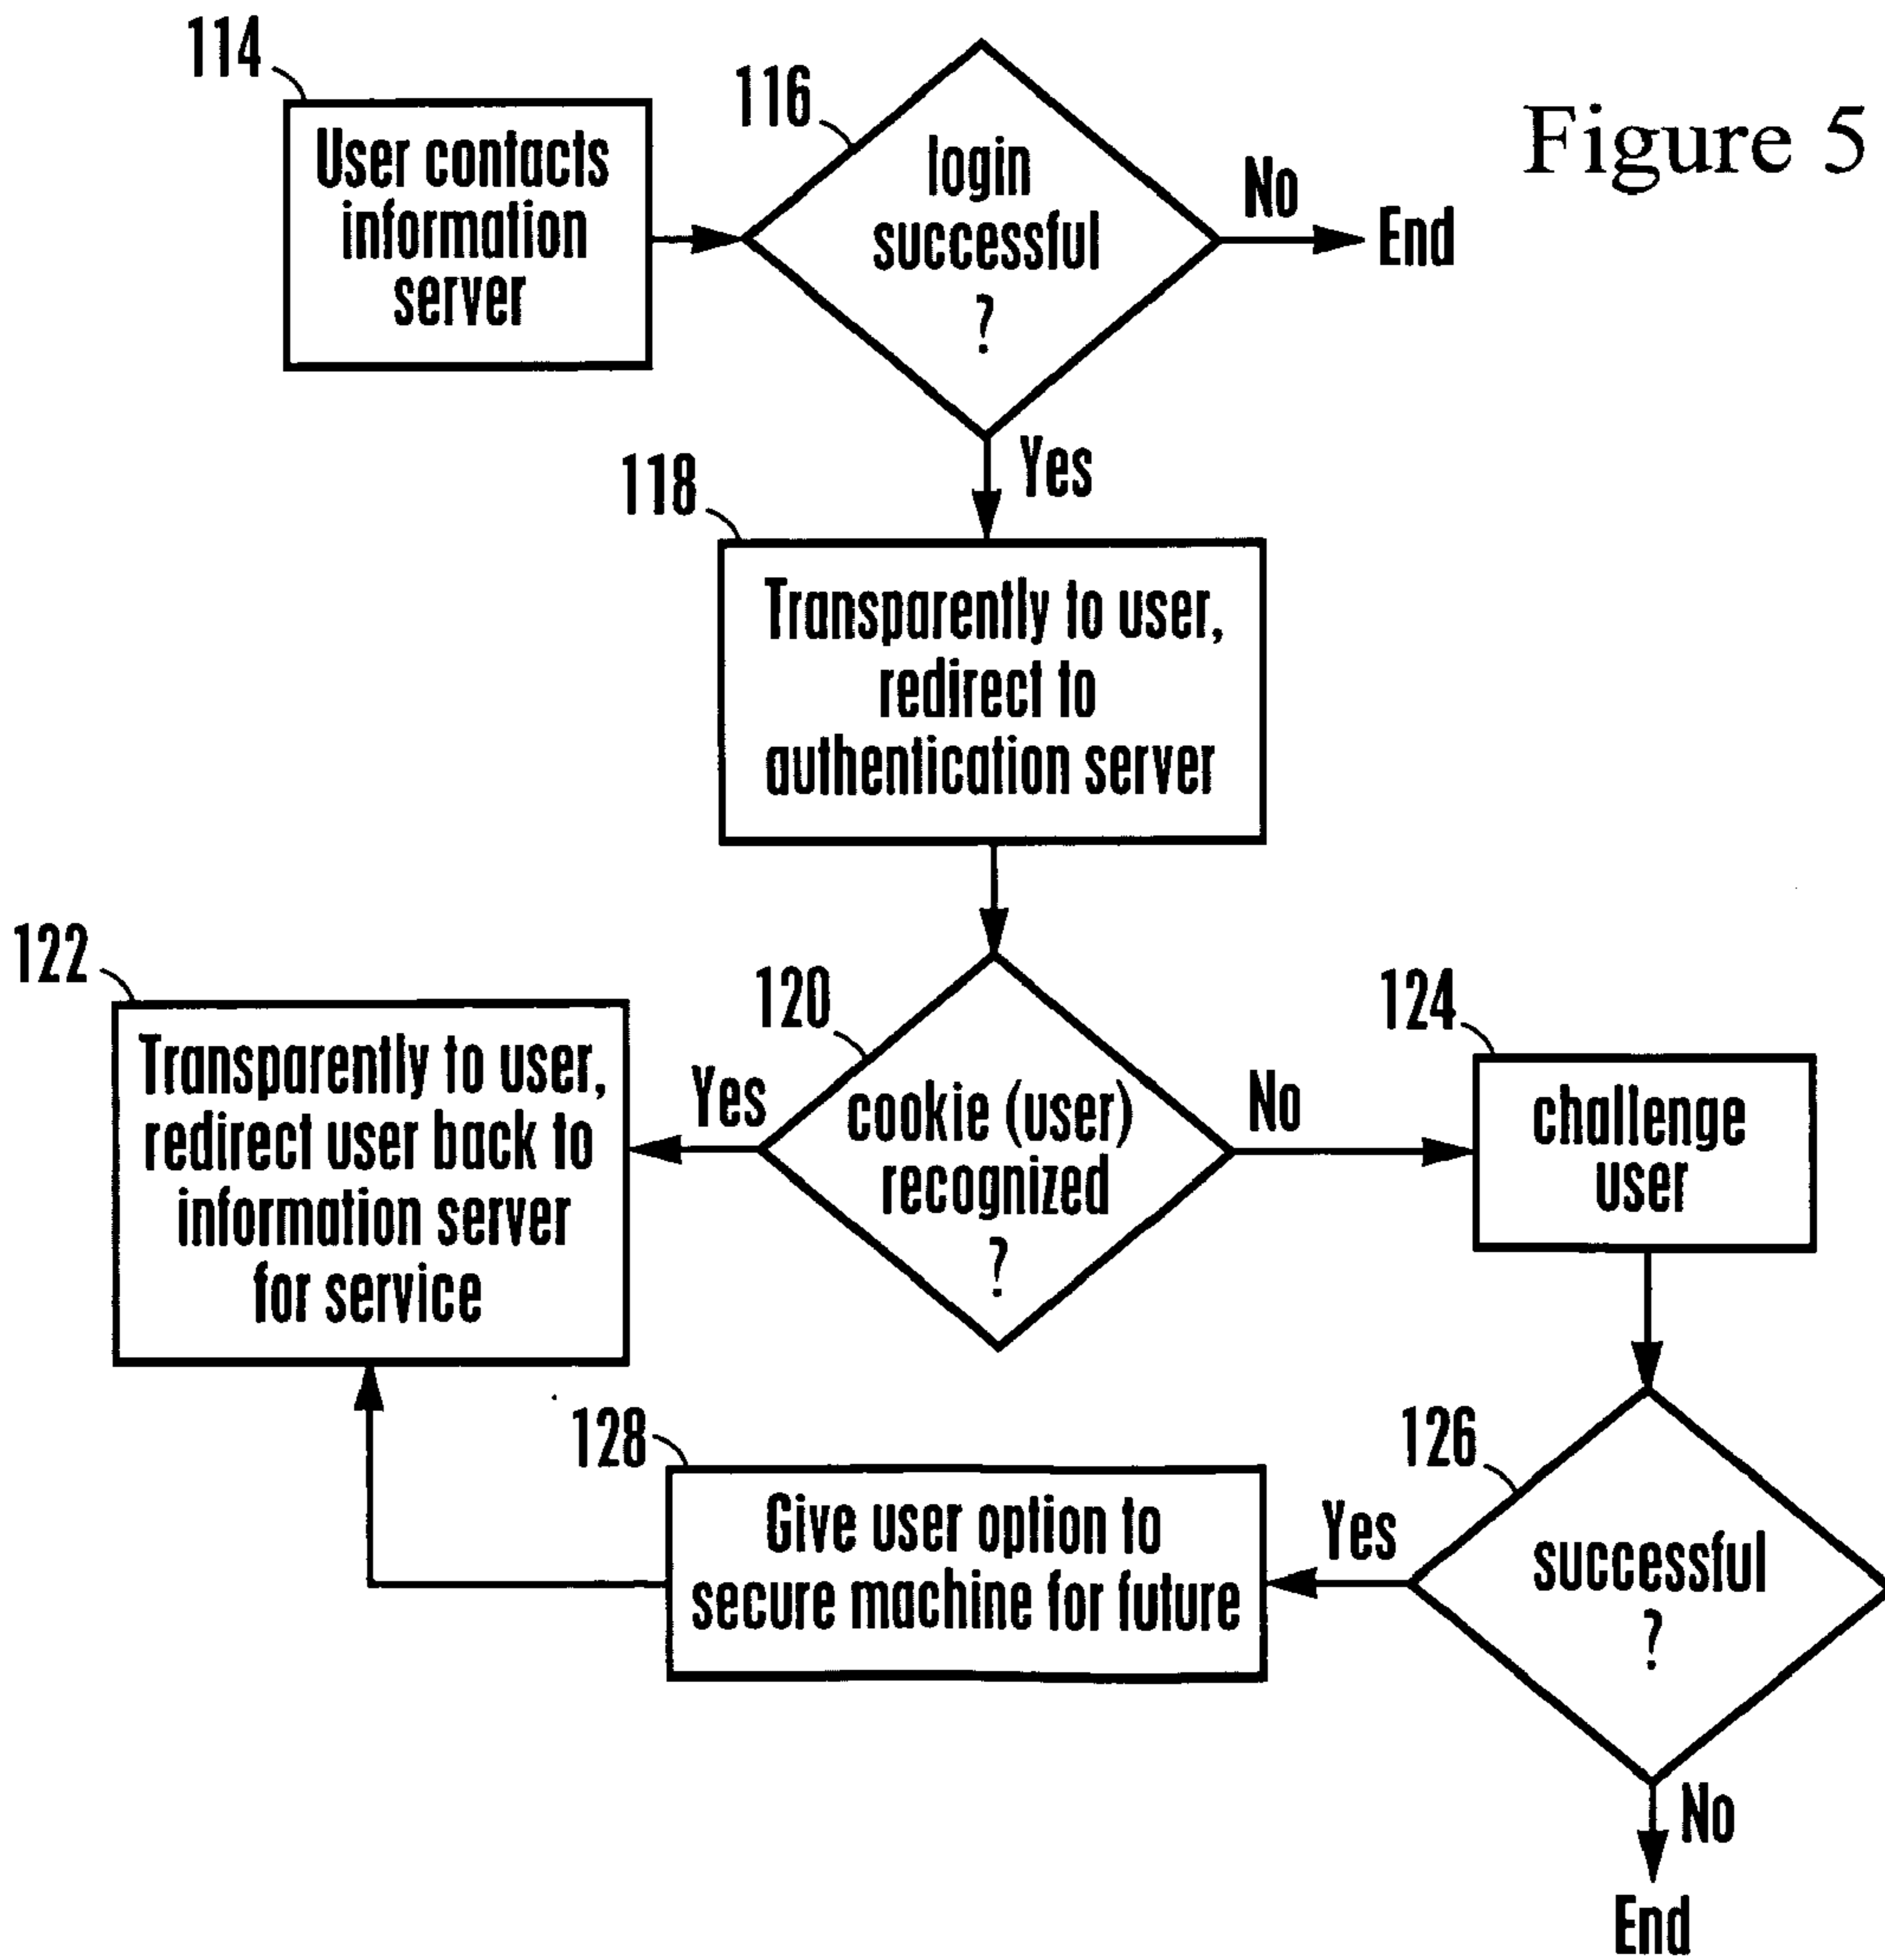 Figure 5
114
User contacts
information
server
116
login
successful
?
No
End
Yes
118
Transparently to user,
redirect to
authentication server
120
cookie (user)
recognized
?
Yes
No
122
Transparently to user,
redirect user back to
information server
for service
124
challenge
user
126
successful
?
Yes
No
End
128
Give user option to
secure machine for future